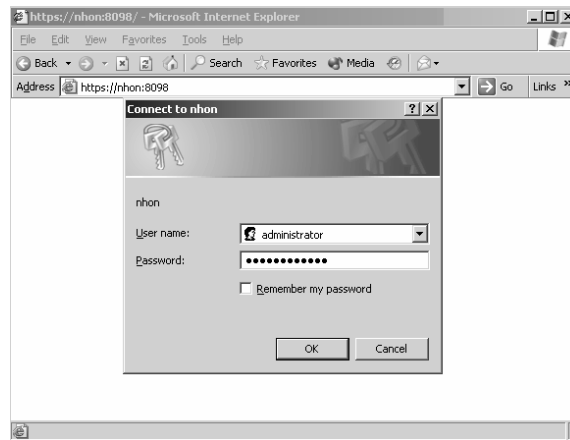 https://nhon:8098/ - Microsoft Internet Explorer
File Edit View Favorites Tools Help
Back Search Favorites Media
Address https://nhon:8098 Go Links »
Connect to nhon
nhon
User name: administrator
Password: ●●●●●●●●●●●●
Remember my password
OK Cancel